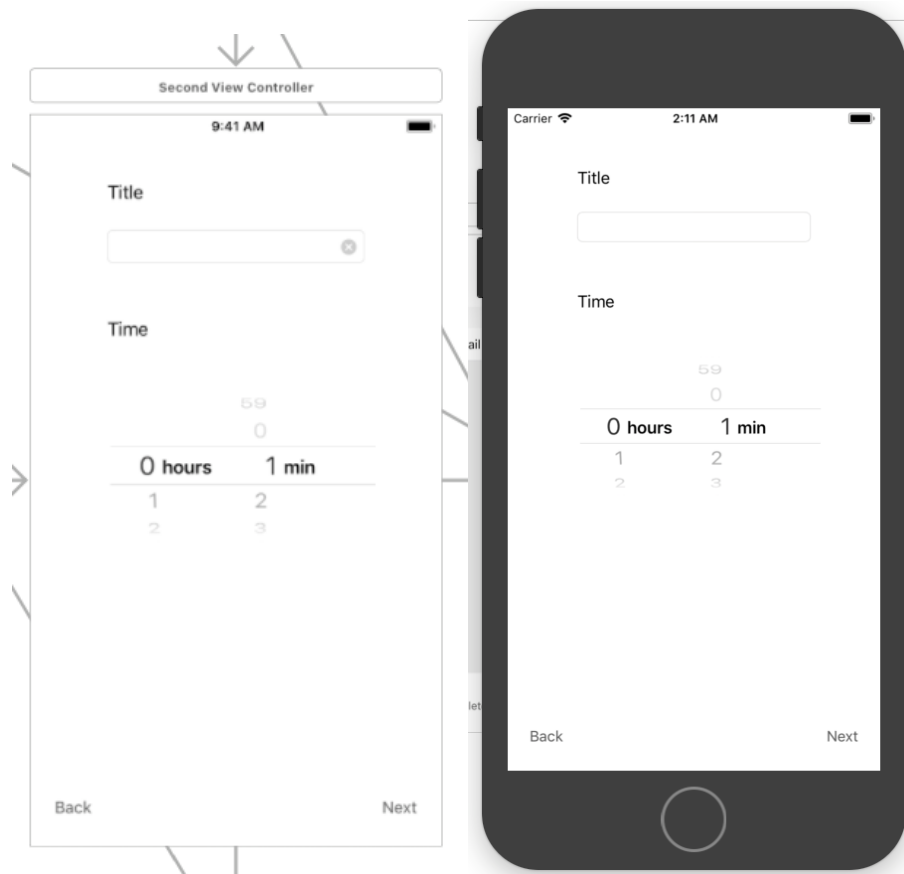 Second View Controller
9:41 AM
Title
Time
59
0
0 hours 1 min
1 2
2 3
Back Next
ail
lete
Carrier 2:11 AM
Title
Time
59
0
0 hours 1 min
1 2
2 3
Back Next